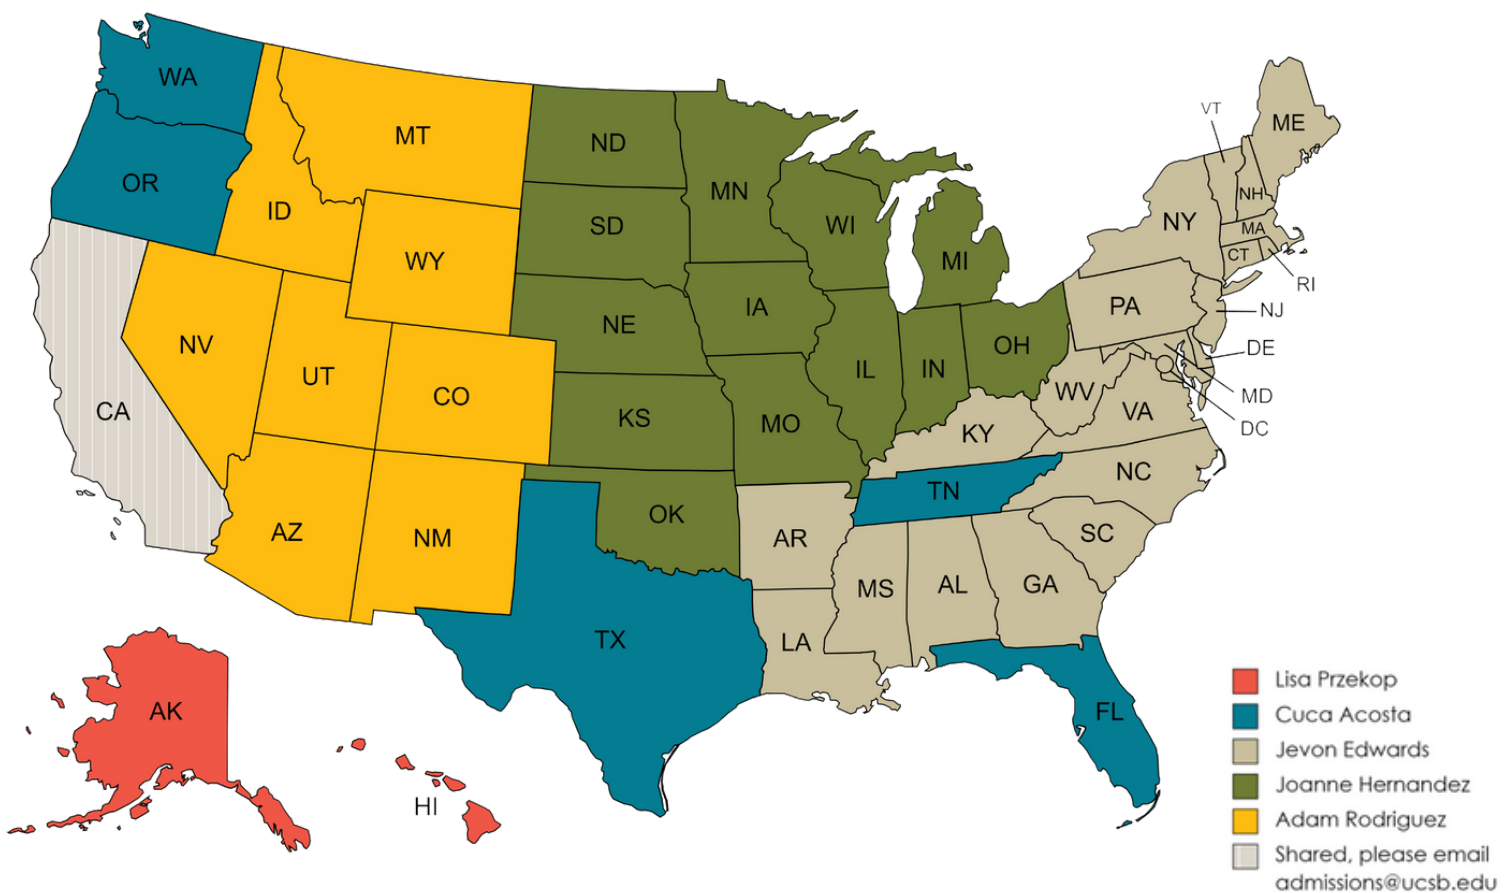 WA
VT
ME
MT
ND
OR
MN
NH
ID
SD
WI
NY
MA
CT
WY
MI
RI
IA
PA
NJ
NE
NV
OH
DE
UT
IL
IN
CO
WV
MD
CA
KS
MO
VA
DC
KY
NC
TN
OK
AZ
NM
AR
SC
MS
AL
GA
TX
LA
AK
FL
HI
Lisa Przekop
Cuca Acosta
Jevon Edwards
Joanne Hernandez
Adam Rodriguez
Shared, please email
admissions@ucsb.edu